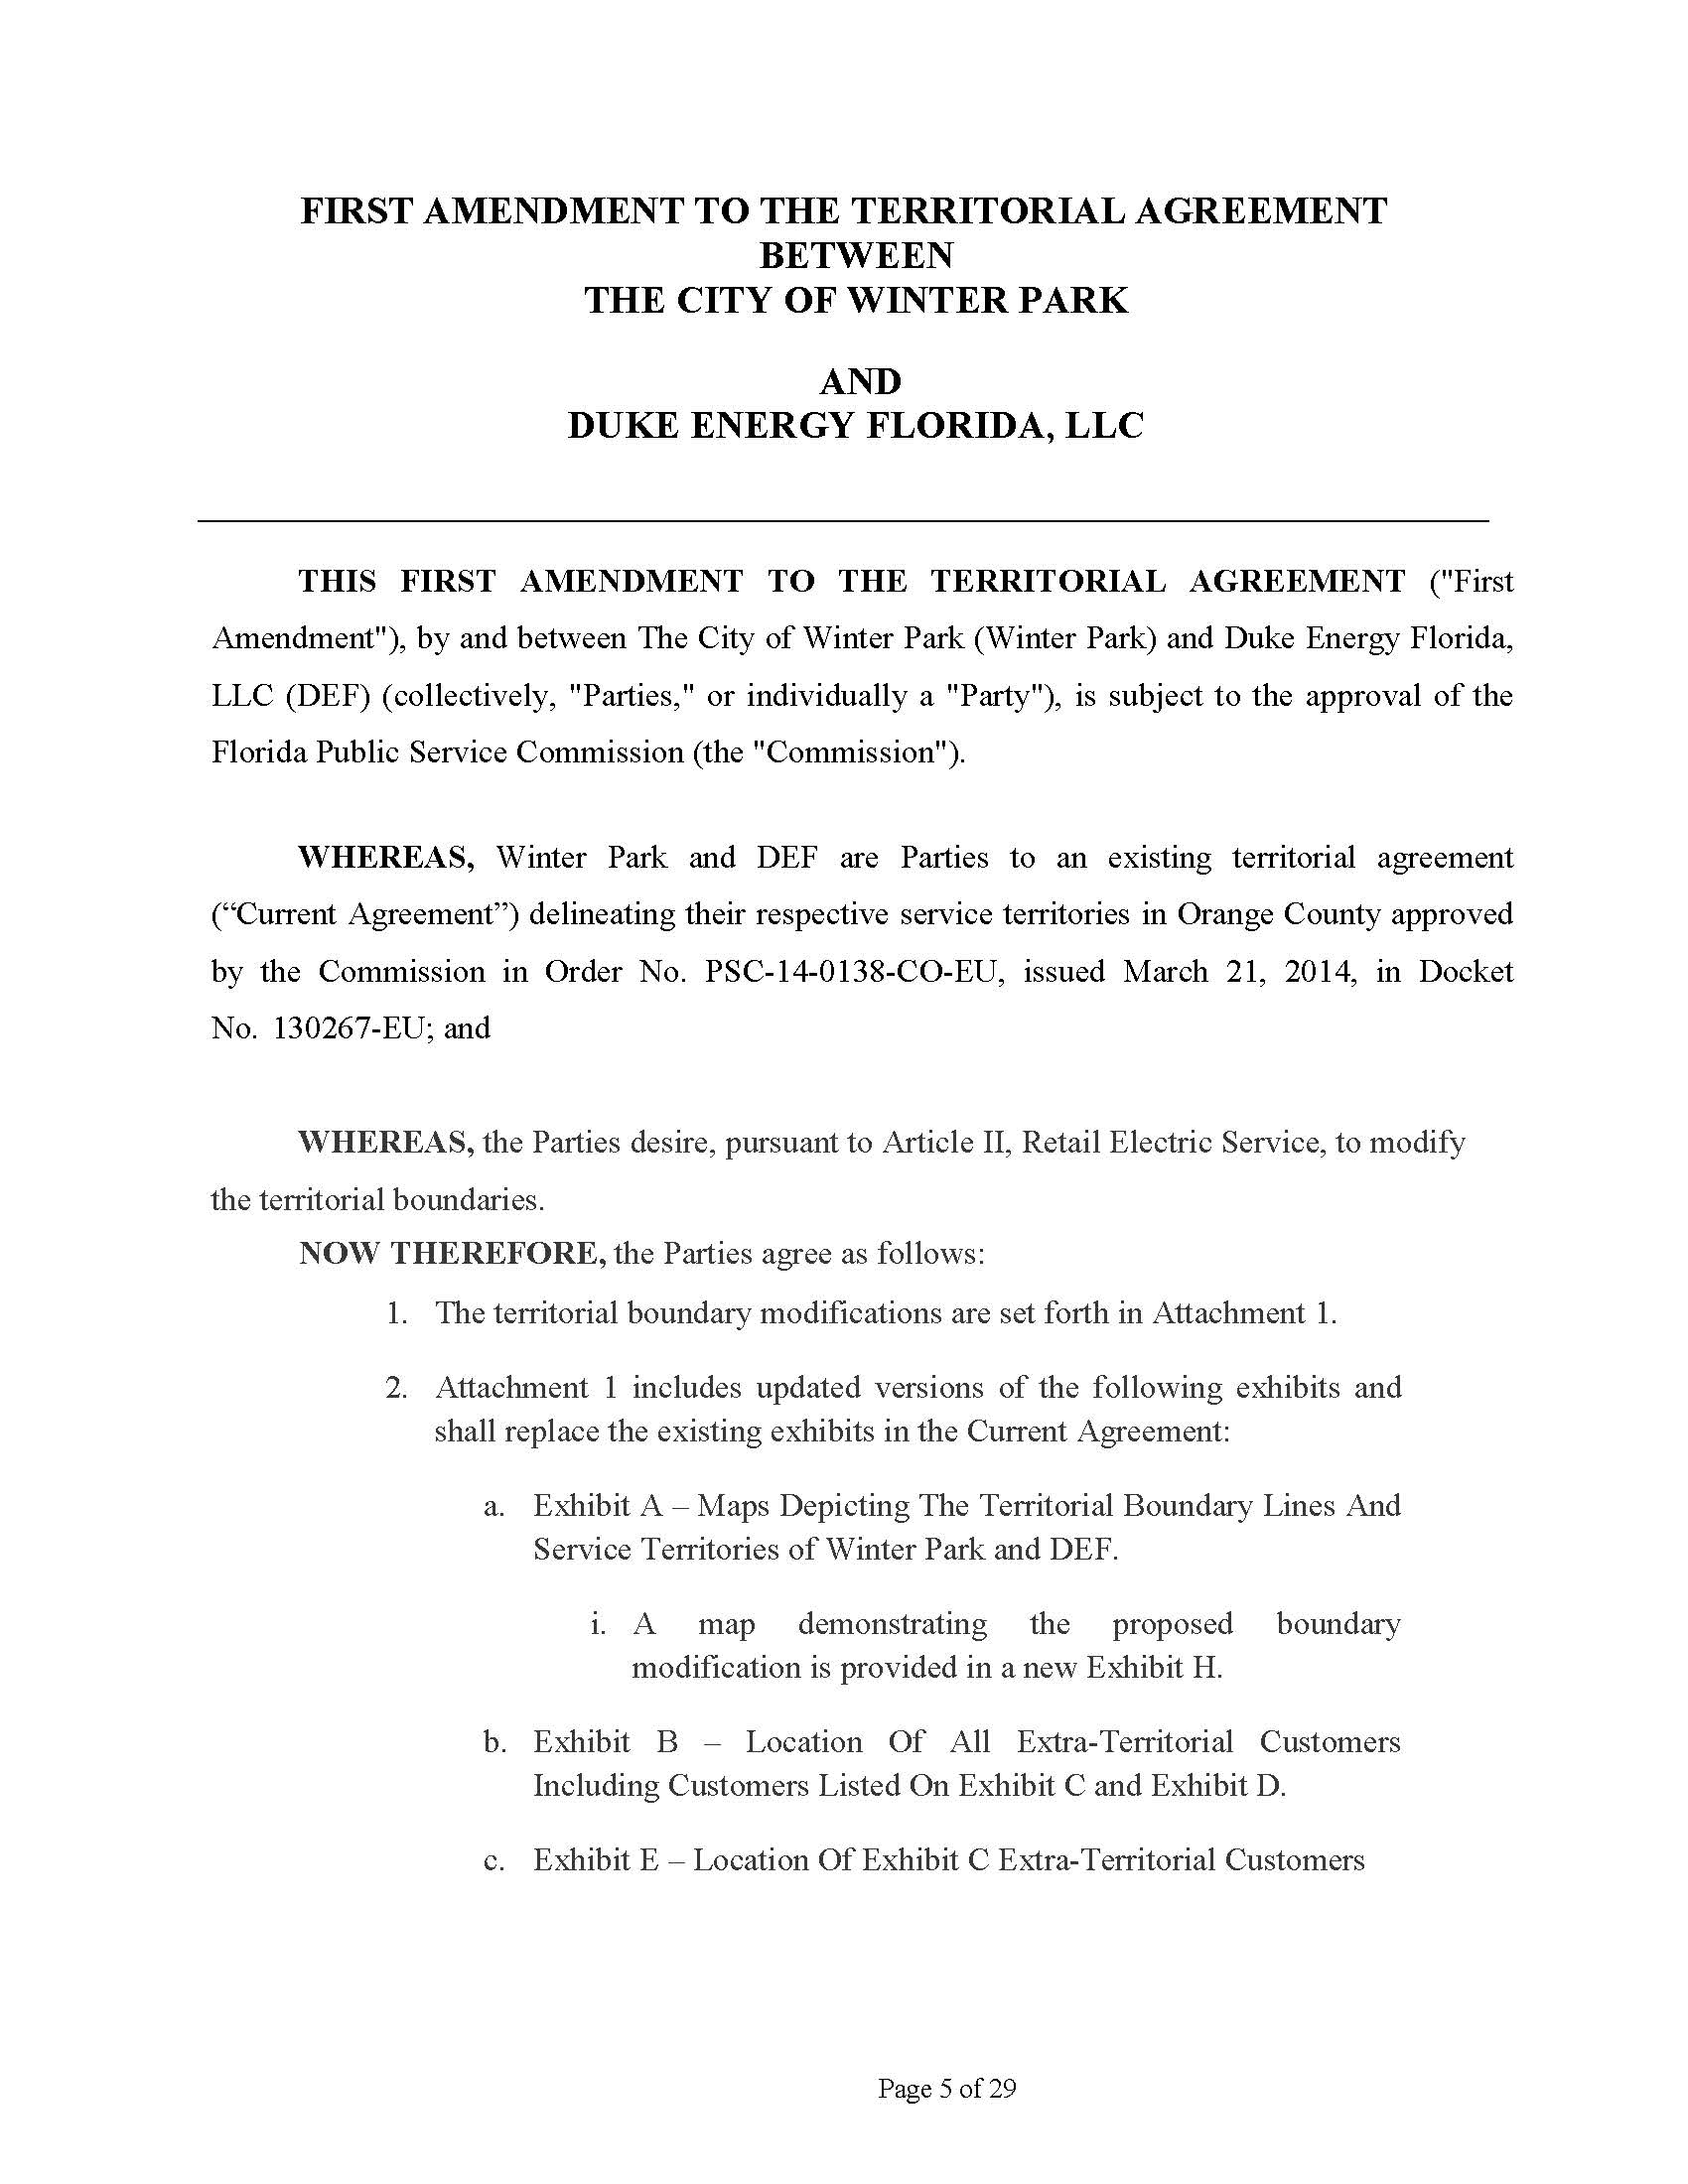 FIRST AMENDMENT TO THE TERRITORIAL AGREEMENT
BETWEEN
THE CITY OF WINTER PARK
AND
DUKE ENERGY FLORIDA, LLC
THIS FIRST AMENDMENT TO THE TERRITORIAL AGREEMENT ("First
Amendment"), by and between The City of Winter Park (Winter Park) and Duke Energy Florida,
LLC (DEF) (collectively, "Parties," or individually a "Party"), is subject to the approval of the
Florida Public Service Commission (the "Commission").
WHEREAS, Winter Park and DEF are Parties to an existing territorial agreement
(“Current Agreement”) delineating their respective service territories in Orange County approved
by the Commission in Order No. PSC-14-0138-CO-EU, issued March 21, 2014, in Docket
No. 130267-EU; and
WHEREAS, the Parties desire, pursuant to Article II, Retail Electric Service, to modify
the territorial boundaries.
NOW THEREFORE, the Parties agree as follows:
1. The territorial boundary modifications are set forth in Attachment 1.
2. Attachment 1 includes updated versions of the following exhibits and
shall replace the existing exhibits in the Current Agreement:
a. Exhibit A – Maps Depicting The Territorial Boundary Lines And
Service Territories of Winter Park and DEF.
i. A map demonstrating the proposed boundary
modification is provided in a new Exhibit H.
b. Exhibit B – Location Of All Extra-Territorial Customers
Including Customers Listed On Exhibit C and Exhibit D.
c. Exhibit E – Location Of Exhibit C Extra-Territorial Customers
Page 5 of 29